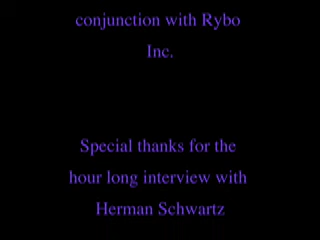 conjunction with Rybo
Inc.
Special thanks for the
hour long interview with
Herman Schwartz